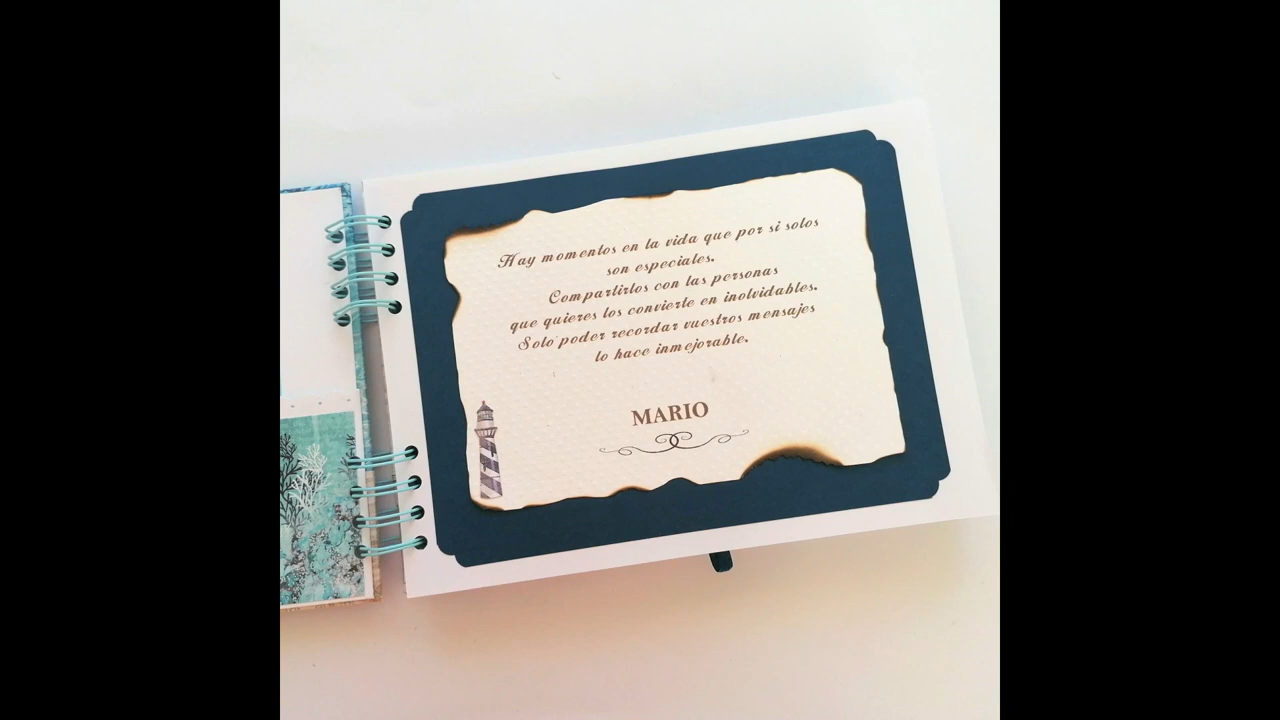 Hay momentos en la vida que por si solos
son especiales.
Compartirlos con las personas
que quieres los convierte en inolvidables.
Solo poder recordar vuestros mensajes
lo hace inmejorable.
MARIO